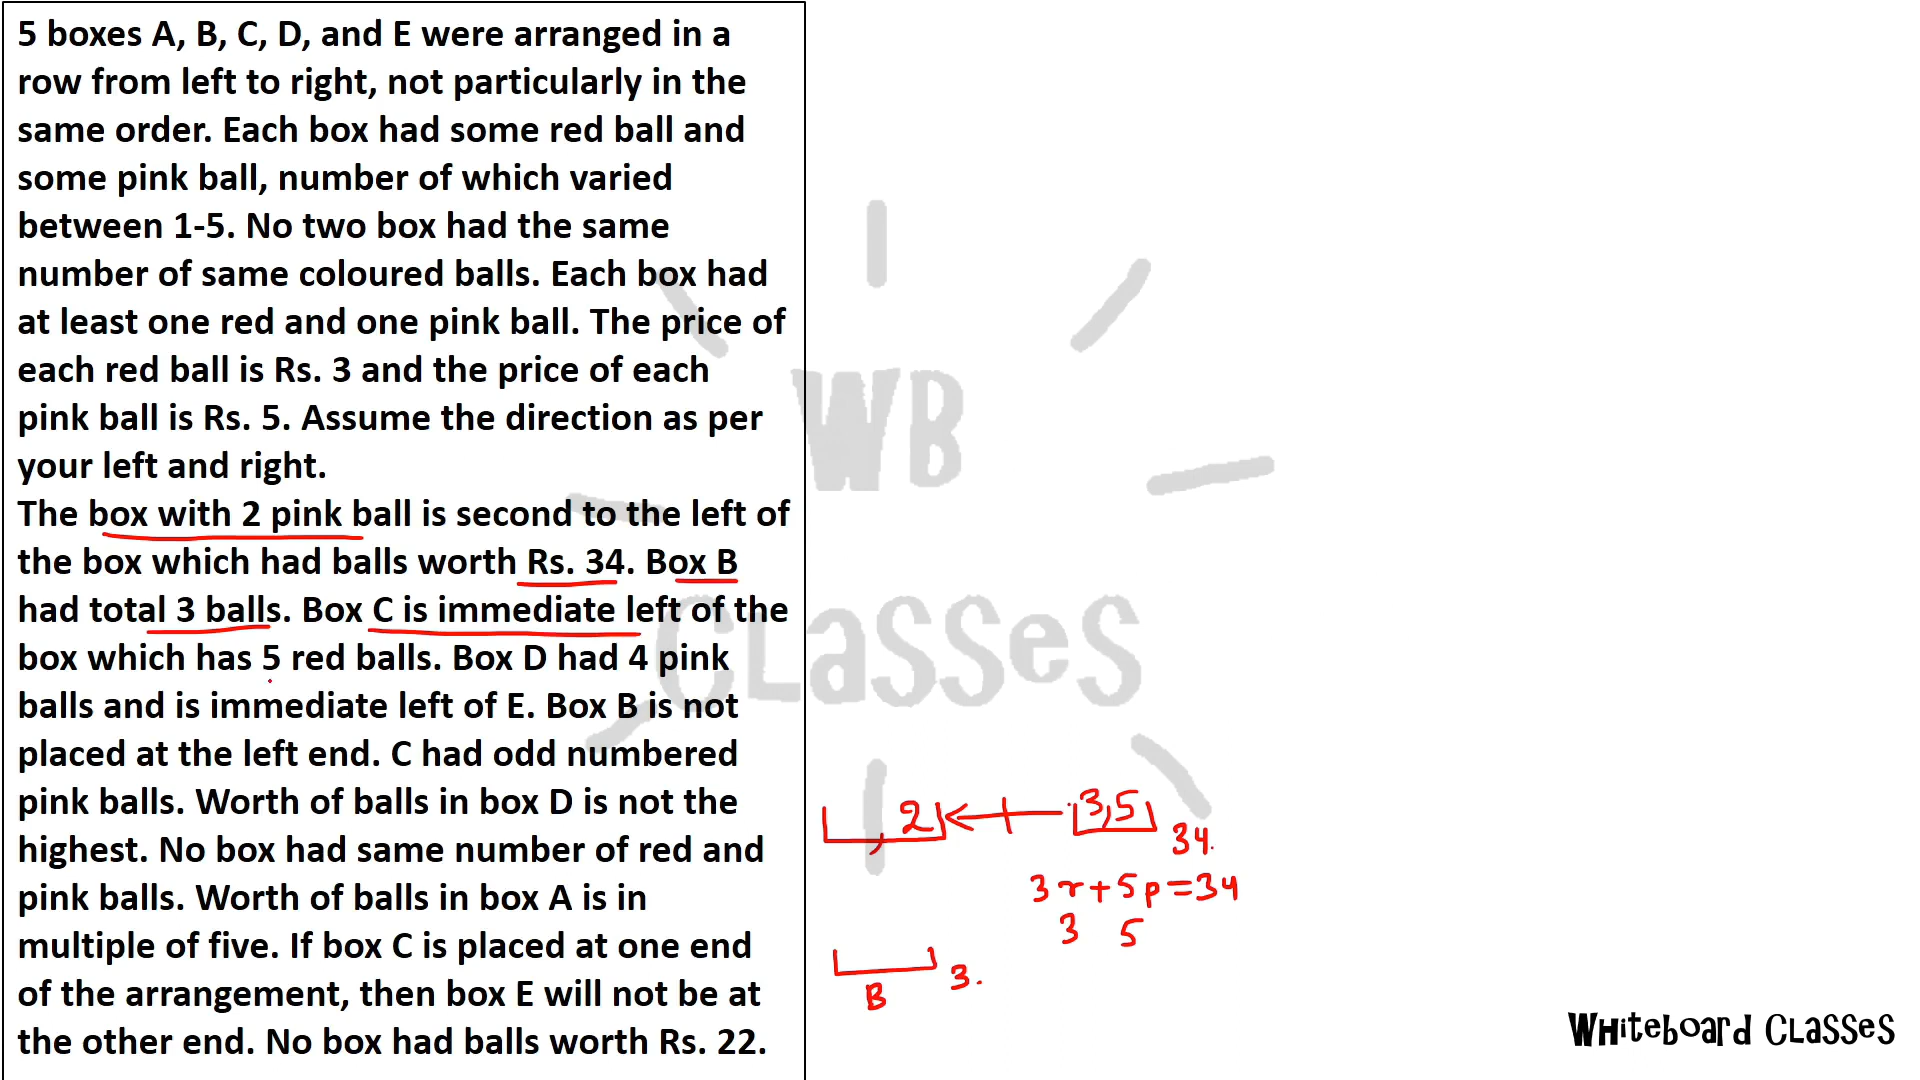 5 boxes A, B, C, D, and E were arranged in a
row from left to right, not particularly in the
same order. Each box had some red ball and
some pink ball, number of which varied
between 1-5. No two box had the same
number of same coloured balls. Each box had
at least one red and one pink ball. The price of
each red ball is Rs. 3 and the price of each
pink ball is Rs. 5. Assume the direction as per
your left and right.
The box with 2 pink ball is second to the left of
the box which had balls worth Rs. 34. Box B
had total 3 balls. Box C is immediate left of the
box which has 5 red balls. Box D had 4 pink
balls and is immediate left of E. Box B is not
placed at the left end. C had odd numbered
pink balls. Worth of balls in box D is not the
highest. No box had same number of red and
pink balls. Worth of balls in box A is in
multiple of five. If box C is placed at one end
of the arrangement, then box E will not be at
the other end. No box had balls worth Rs. 22.
WB
CLaSSeS
, 2
3,5
34.
3r+5p=34
3 5
B 3.
WHiteboard CLaSSeS